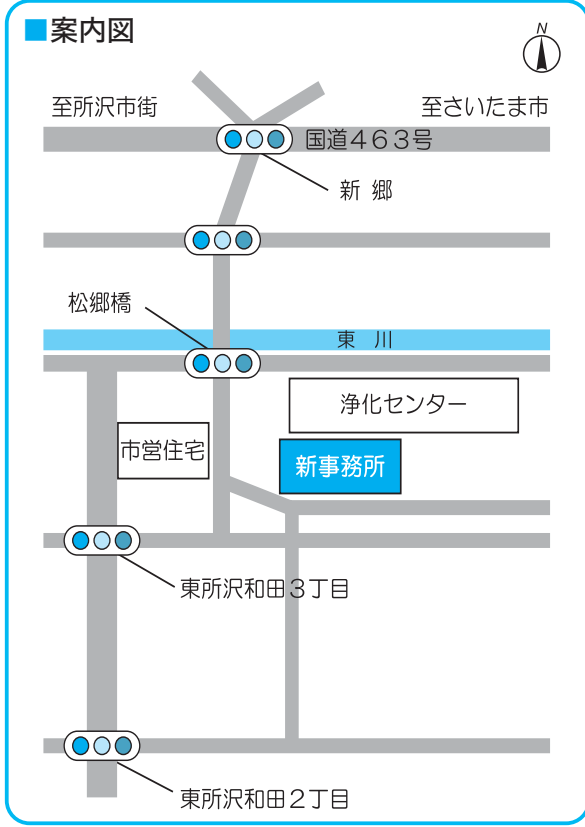 ■案内図
N
至所沢市街
至さいたま市
国道463号
新郷
松郷橋
東川
浄化センター
市営住宅
新事務所
東所沢和田3丁目
東所沢和田2丁目